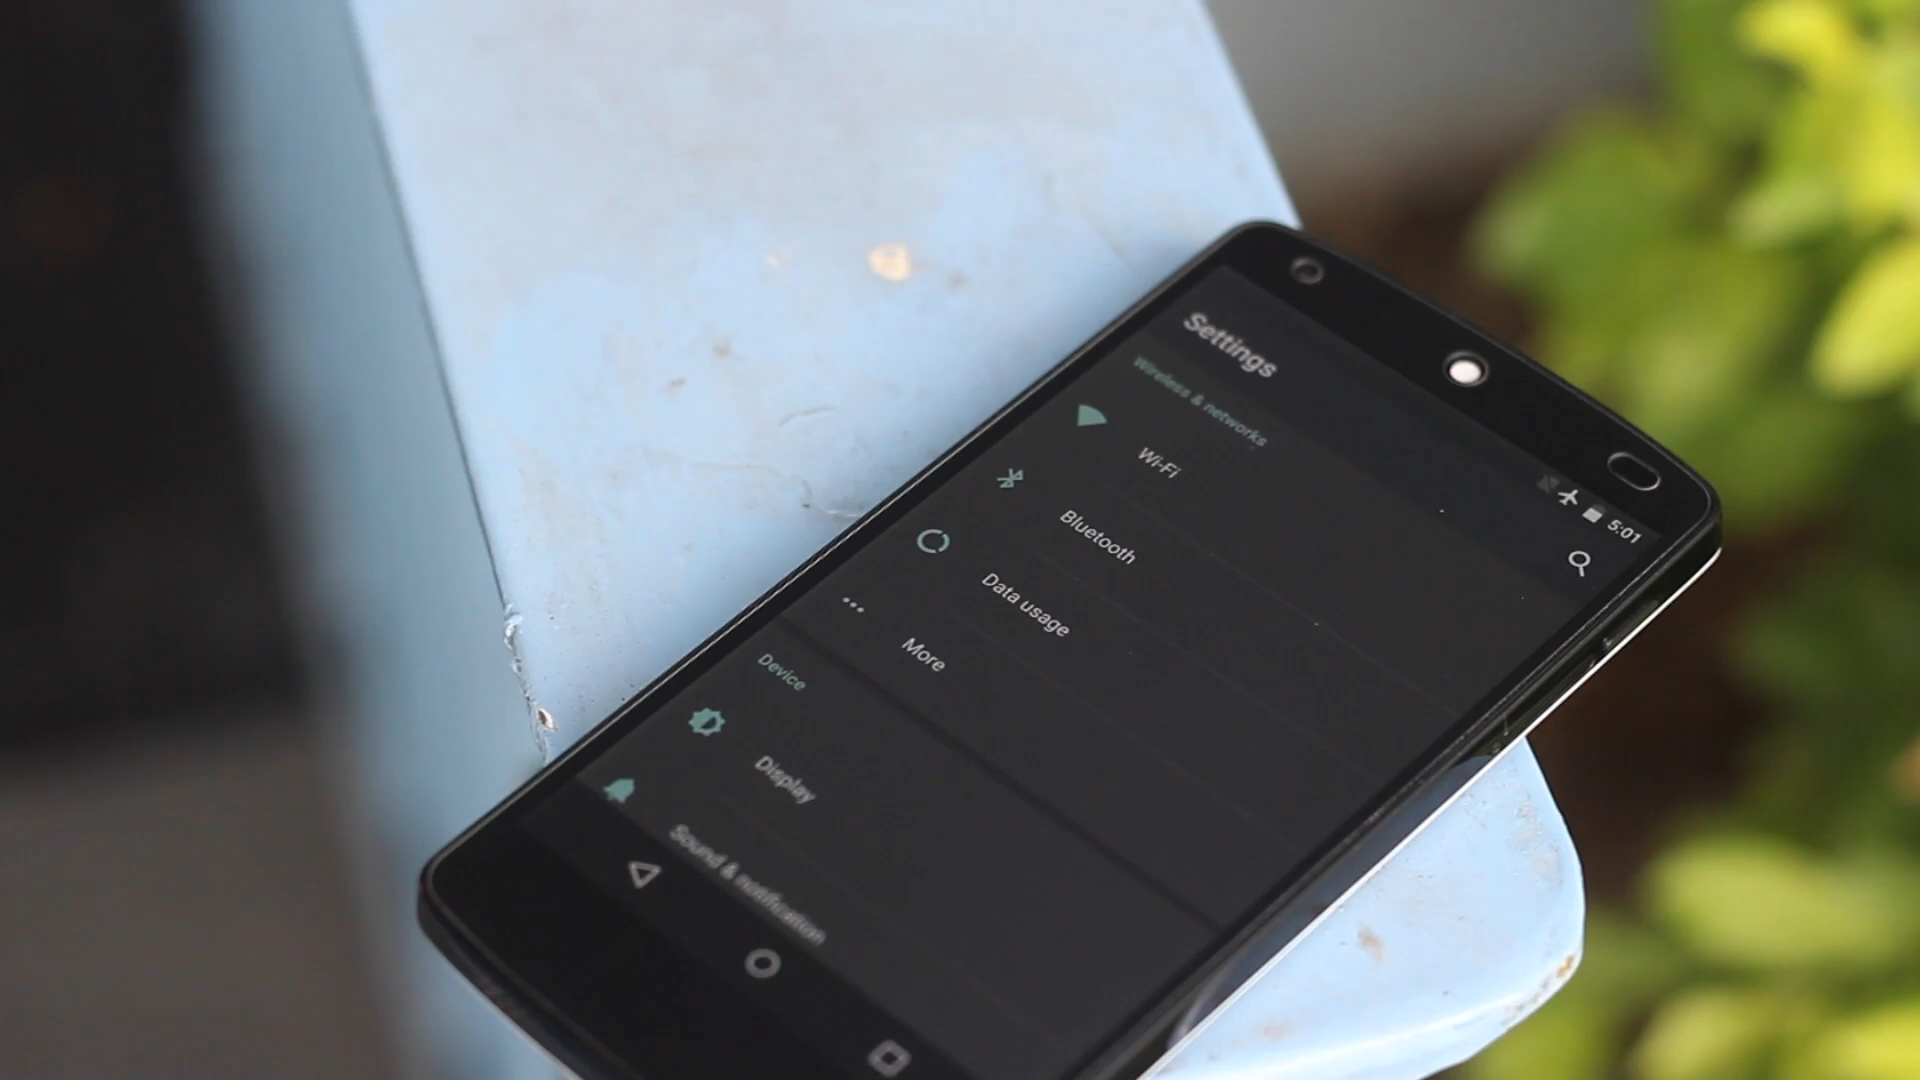 5:01
Settings
Wireless & networks
Wi-Fi
Bluetooth
Data usage
More
Device
Display
Sound & notification